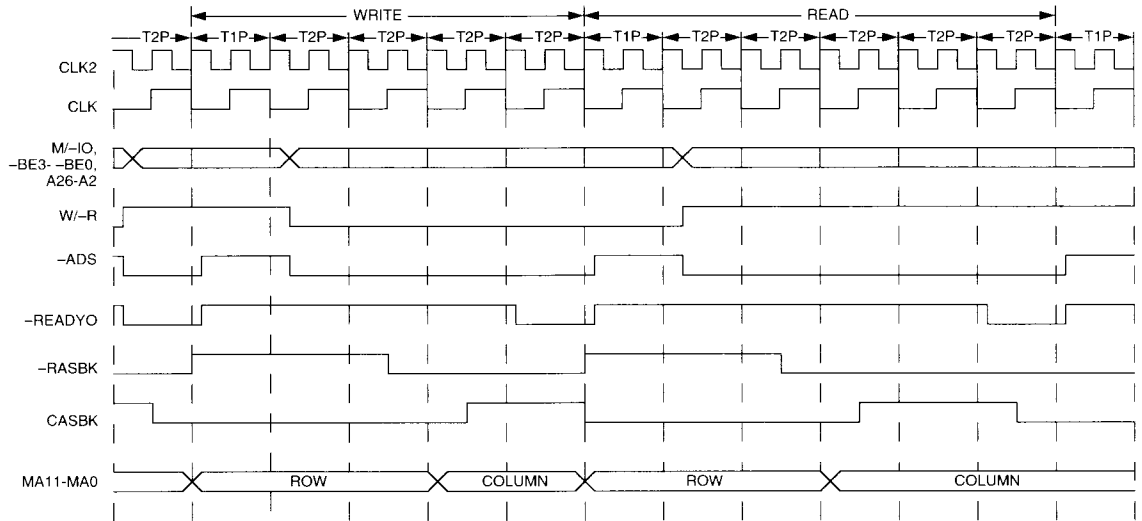 WRITE READ
T2P T1P T2P T2P T2P T2P T1P T2P T2P T2P T2P T2P T1P
CLK2
CLK
M/–IO,
–BE3- –BE0,
A26-A2
W/–R
–ADS
–READYO
–RASBK
CASBK
MA11-MA0 ROW COLUMN ROW COLUMN